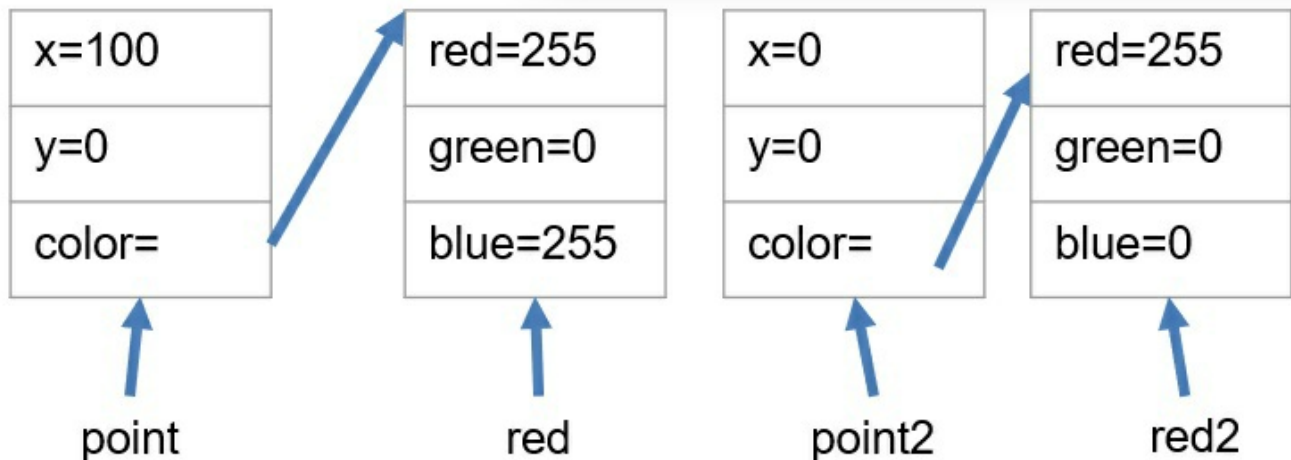 x=100
y=0
color=
red=255
green=0
blue=255
x=0
y=0
color=
red=255
green=0
blue=0
point
red
point2
red2